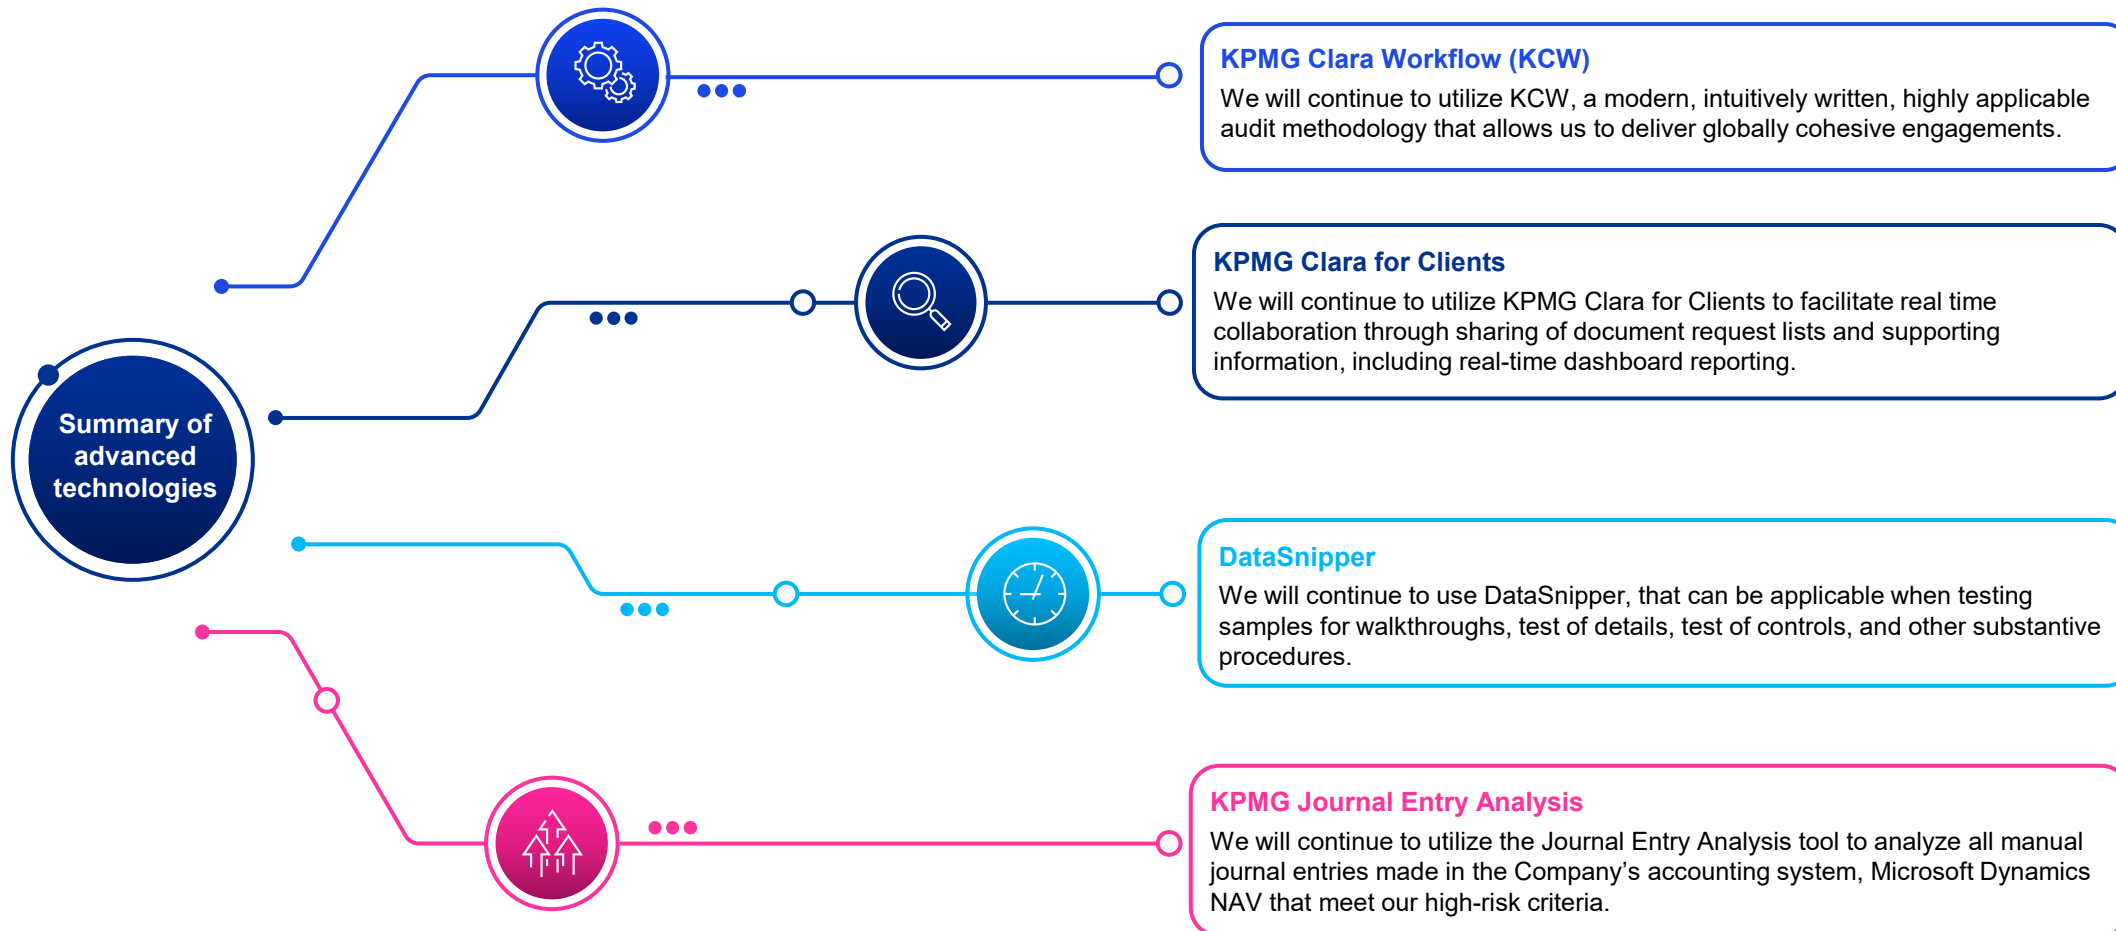 Summary of
advanced
technologies
KPMG Clara Workflow (KCW)
We will continue to utilize KCW, a modern, intuitively written, highly applicable
audit methodology that allows us to deliver globally cohesive engagements.
KPMG Clara for Clients
We will continue to utilize KPMG Clara for Clients to facilitate real time
collaboration through sharing of document request lists and supporting
information, including real-time dashboard reporting.
DataSnipper
We will continue to use DataSnipper, that can be applicable when testing
samples for walkthroughs, test of details, test of controls, and other substantive
procedures.
KPMG Journal Entry Analysis
We will continue to utilize the Journal Entry Analysis tool to analyze all manual
journal entries made in the Company’s accounting system, Microsoft Dynamics
NAV that meet our high-risk criteria.